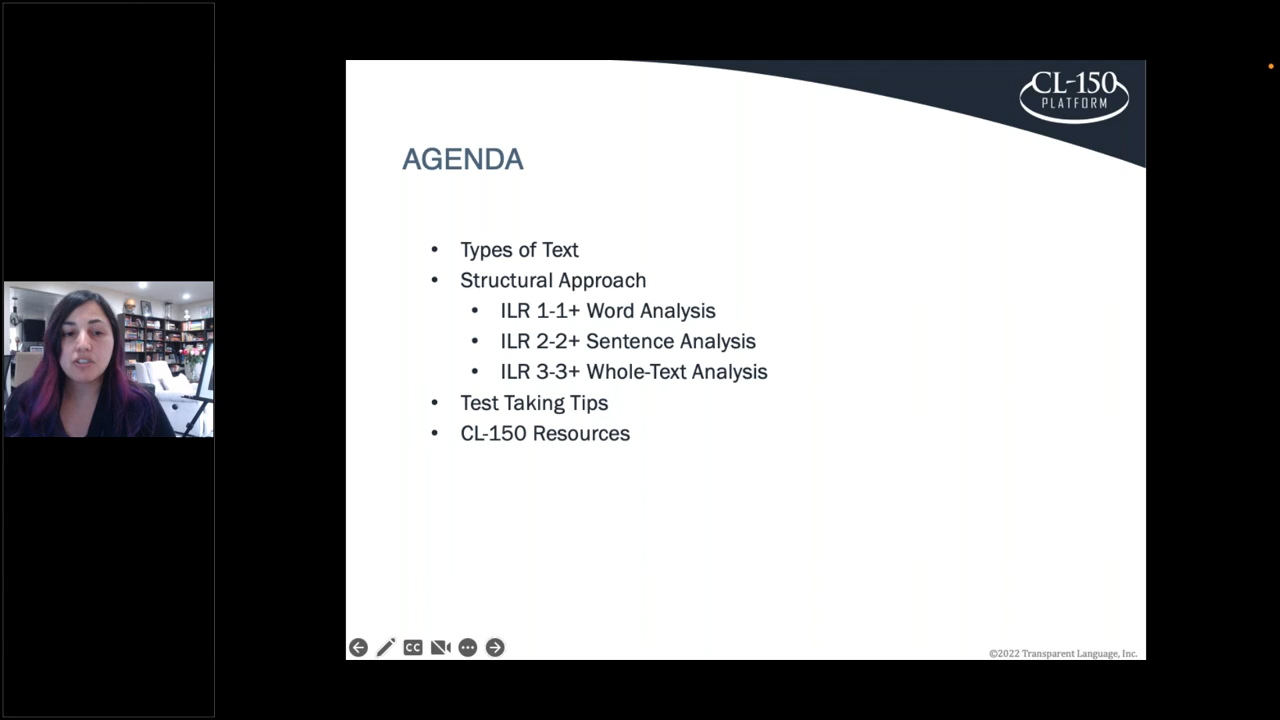 CL-150
PLATFORM
AGENDA
• Types of Text
• Structural Approach
• ILR 1-1+ Word Analysis
• ILR 2-2+ Sentence Analysis
• ILR 3-3+ Whole-Text Analysis
• Test Taking Tips
• CL-150 Resources
CC
©2022 Transparent Language, Inc.